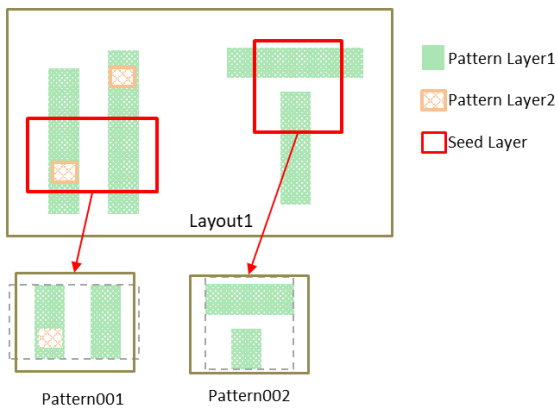 Pattern Layer1
Pattern Layer2
Seed Layer
Layout1
Pattern001
Pattern002